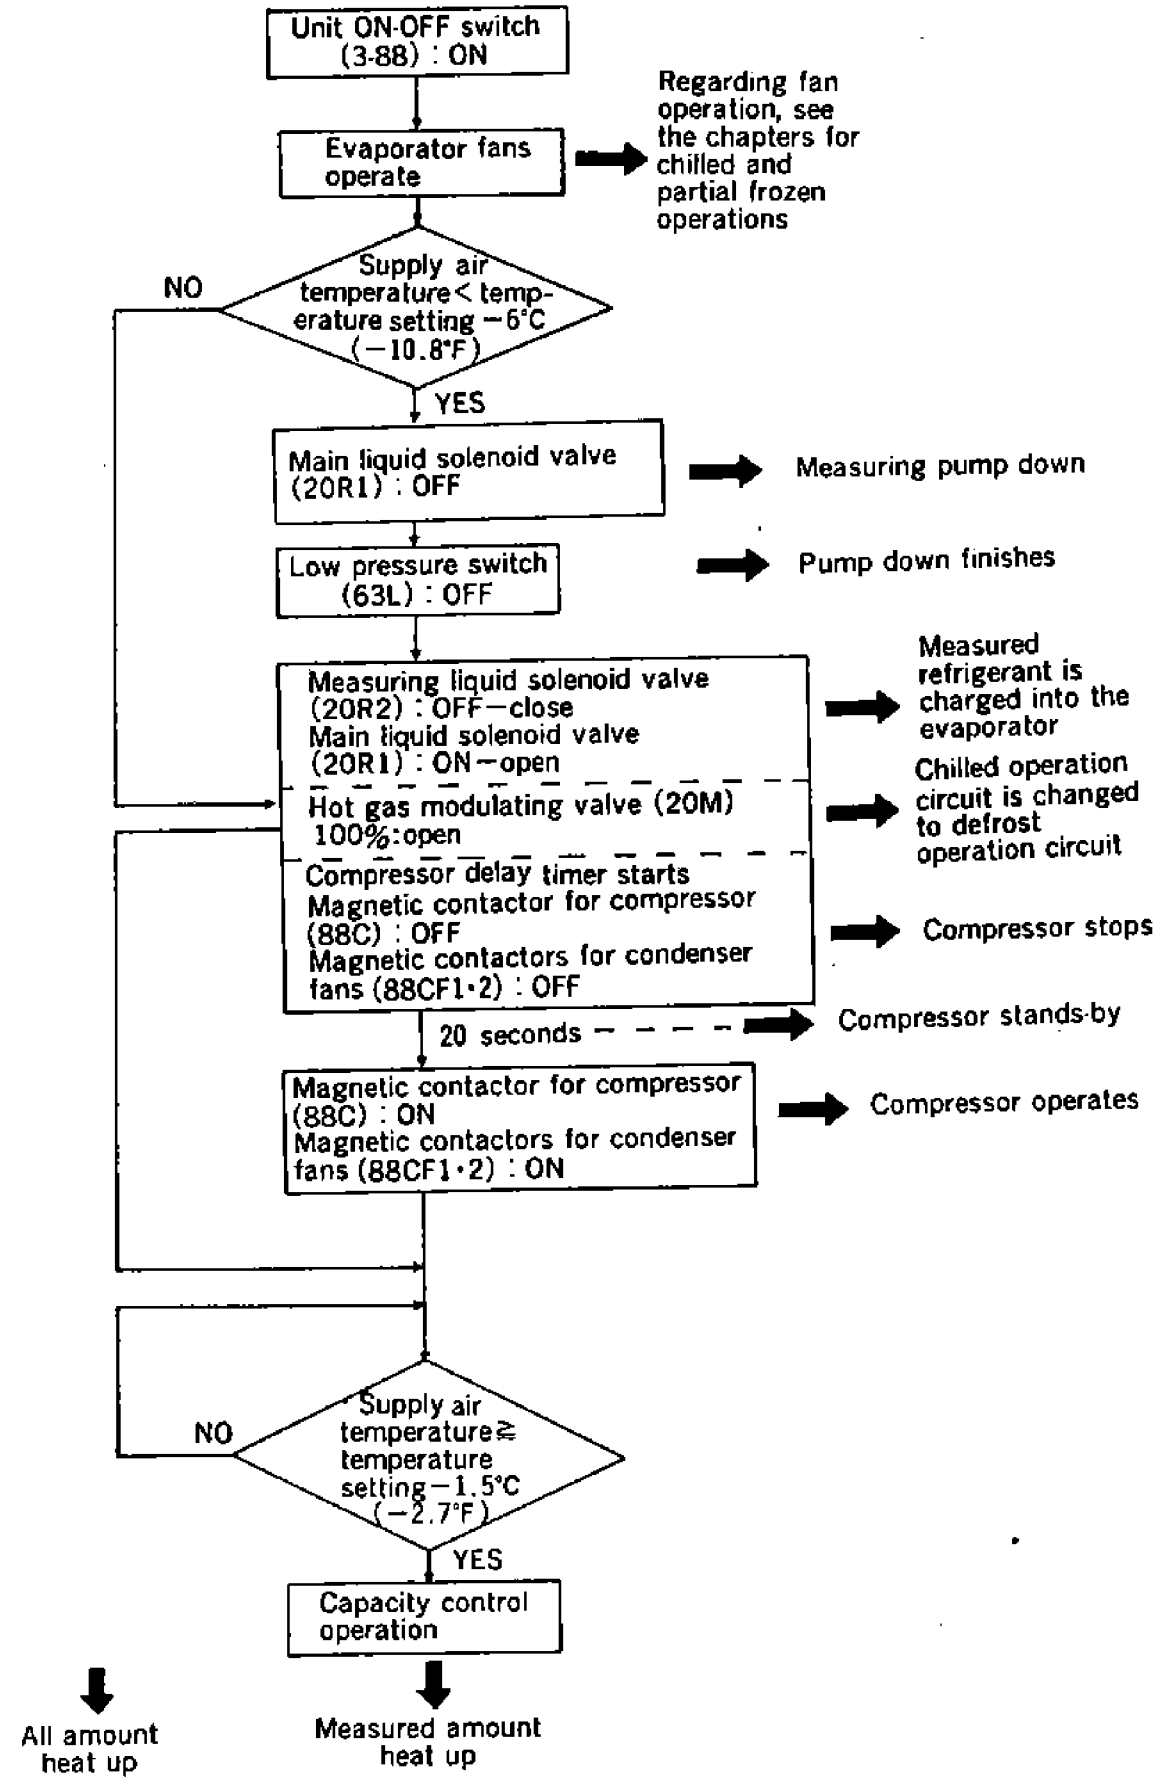 Unit ON-OFF switch
(3-88) : ON
Regarding fan
operation, see
the chapters for
chilled and
partial frozen
operations
Evaporator fans
operate
Supply air
temperature < temp-
erature setting −6°C
(−10.8°F)
NO
YES
Main liquid solenoid valve
(20R1) : OFF
Measuring pump down
Low pressure switch
(63L) : OFF
Pump down finishes
Measuring liquid solenoid valve
(20R2) : OFF−close
Main liquid solenoid valve
(20R1) : ON−open
Measured
refrigerant is
charged into the
evaporator
Hot gas modulating valve (20M)
100%:open
Chilled operation
circuit is changed
to defrost
operation circuit
Compressor delay timer starts
Magnetic contactor for compressor
(88C) : OFF
Magnetic contactors for condenser
fans (88CF1·2) : OFF
Compressor stops
20 seconds
Compressor stands-by
Magnetic contactor for compressor
(88C) : ON
Magnetic contactors for condenser
fans (88CF1·2) : ON
Compressor operates
Supply air
temperature ≧
temperature
setting−1.5°C
(−2.7°F)
NO
YES
Capacity control
operation
All amount
heat up
Measured amount
heat up